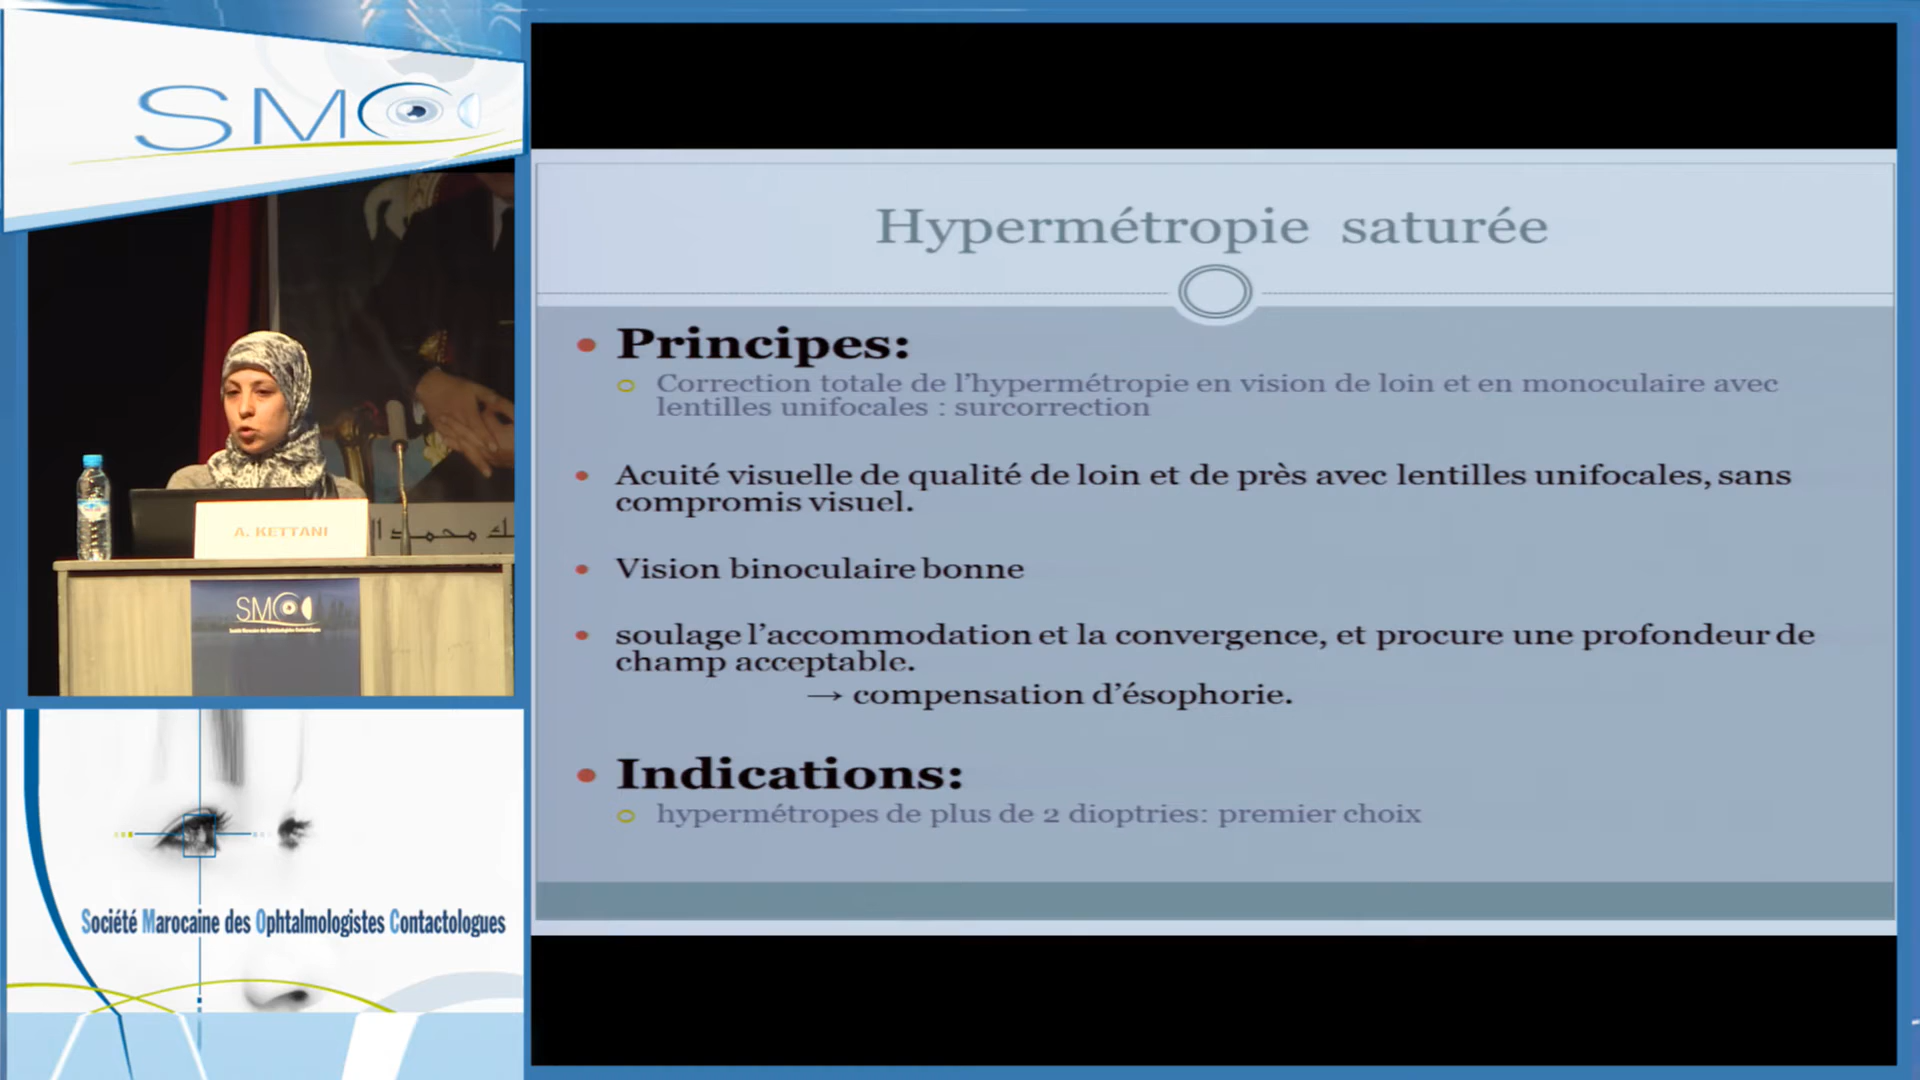 SMC
A. KETTANI
SMC
Société Marocaine des Ophtalmologistes Contactologues
Hypermétropie saturée
Principes:
Correction totale de l'hypermétropie en vision de loin et en monoculaire avec
lentilles unifocales : surcorrection
Acuité visuelle de qualité de loin et de près avec lentilles unifocales, sans
compromis visuel.
Vision binoculaire bonne
soulage l'accommodation et la convergence, et procure une profondeur de
champ acceptable.
→ compensation d'ésophorie.
Indications:
hypermétropes de plus de 2 dioptries: premier choix